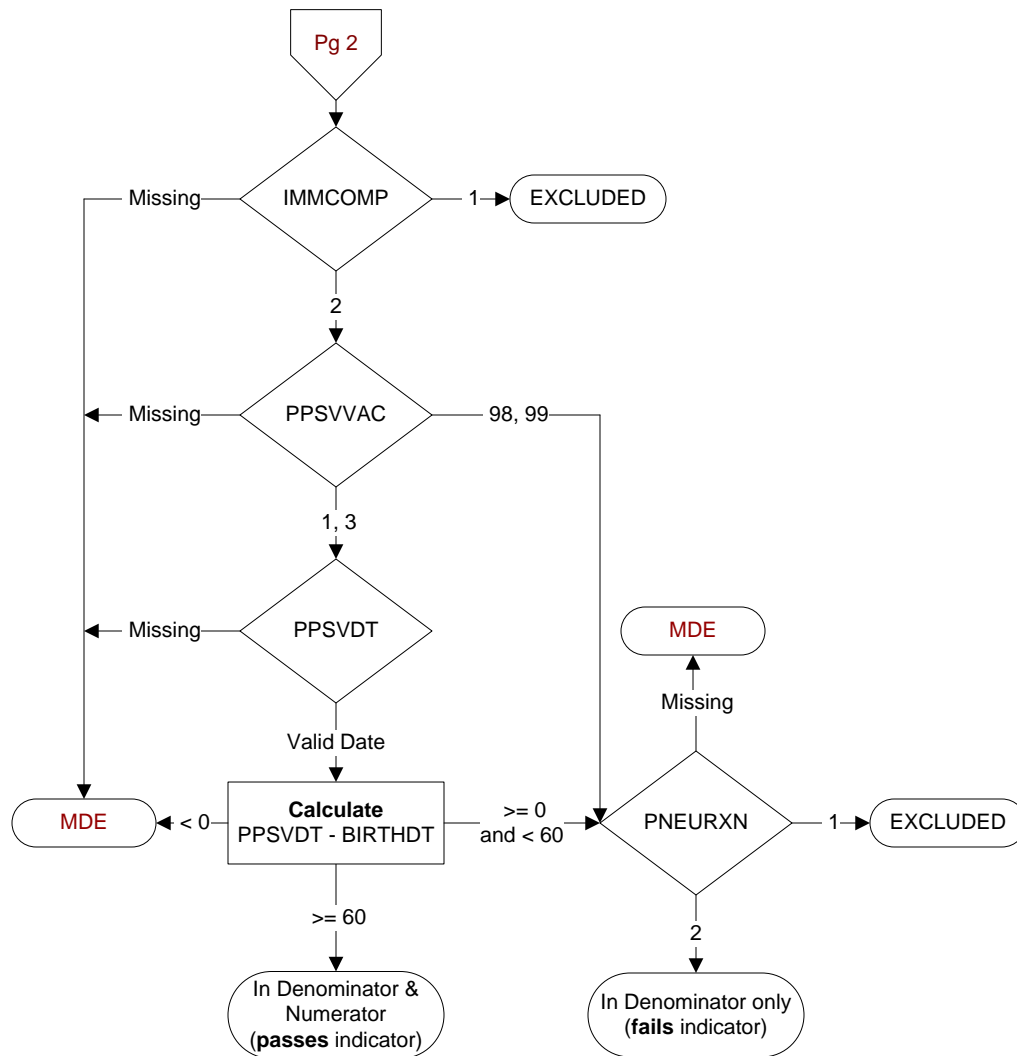 Pg 2
Missing
IMMCOMP
1
EXCLUDED
2
Missing
PPSVVAC
98, 99
1, 3
Missing
PPSVDT
MDE
Missing
Valid Date
MDE
< 0
Calculate
PPSVDT - BIRTHDT
>= 0
and < 60
PNEURXN
1
EXCLUDED
>= 60
2
In Denominator &
Numerator
(passes indicator)
In Denominator only
(fails indicator)